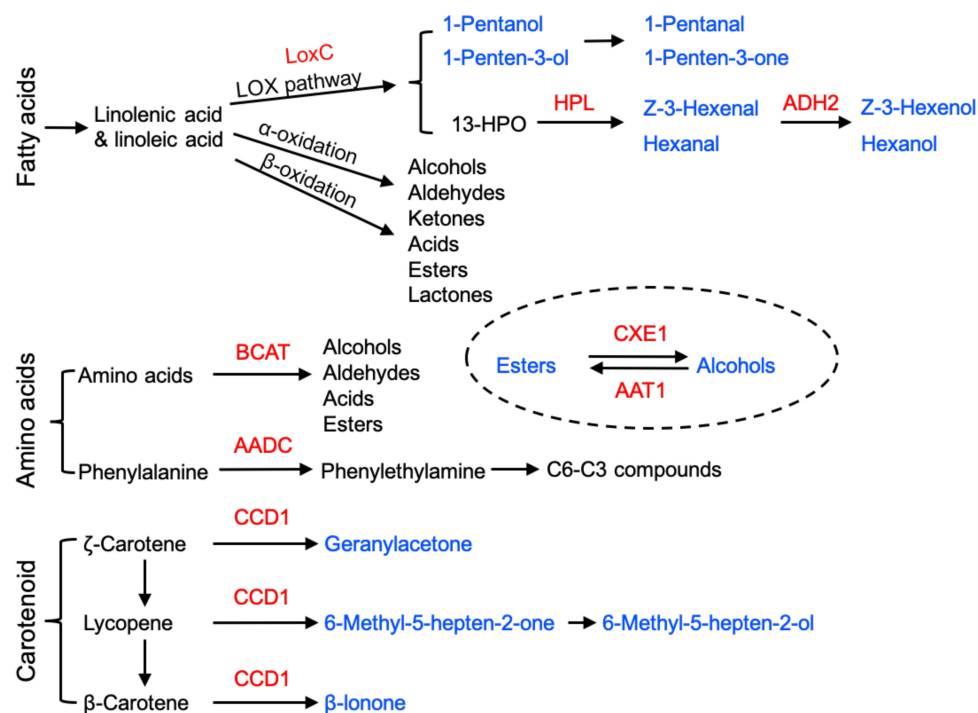 Fatty acids
Linolenic acid
& linoleic acid
LoxC
LOX pathway
α-oxidation
β-oxidation
1-Pentanol
1-Penten-3-ol
1-Pentanal
1-Penten-3-one
13-HPO
HPL
Z-3-Hexenal
Hexanal
ADH2
Z-3-Hexenol
Hexanol
Alcohols
Aldehydes
Ketones
Acids
Esters
Lactones
Amino acids
Amino acids
BCAT
Alcohols
Aldehydes
Acids
Esters
Esters
CXE1
AAT1
Alcohols
Phenylalanine
AADC
Phenylethylamine
C6-C3 compounds
Carotenoid
ζ-Carotene
CCD1
Geranylacetone
Lycopene
CCD1
6-Methyl-5-hepten-2-one
6-Methyl-5-hepten-2-ol
β-Carotene
CCD1
β-Ionone